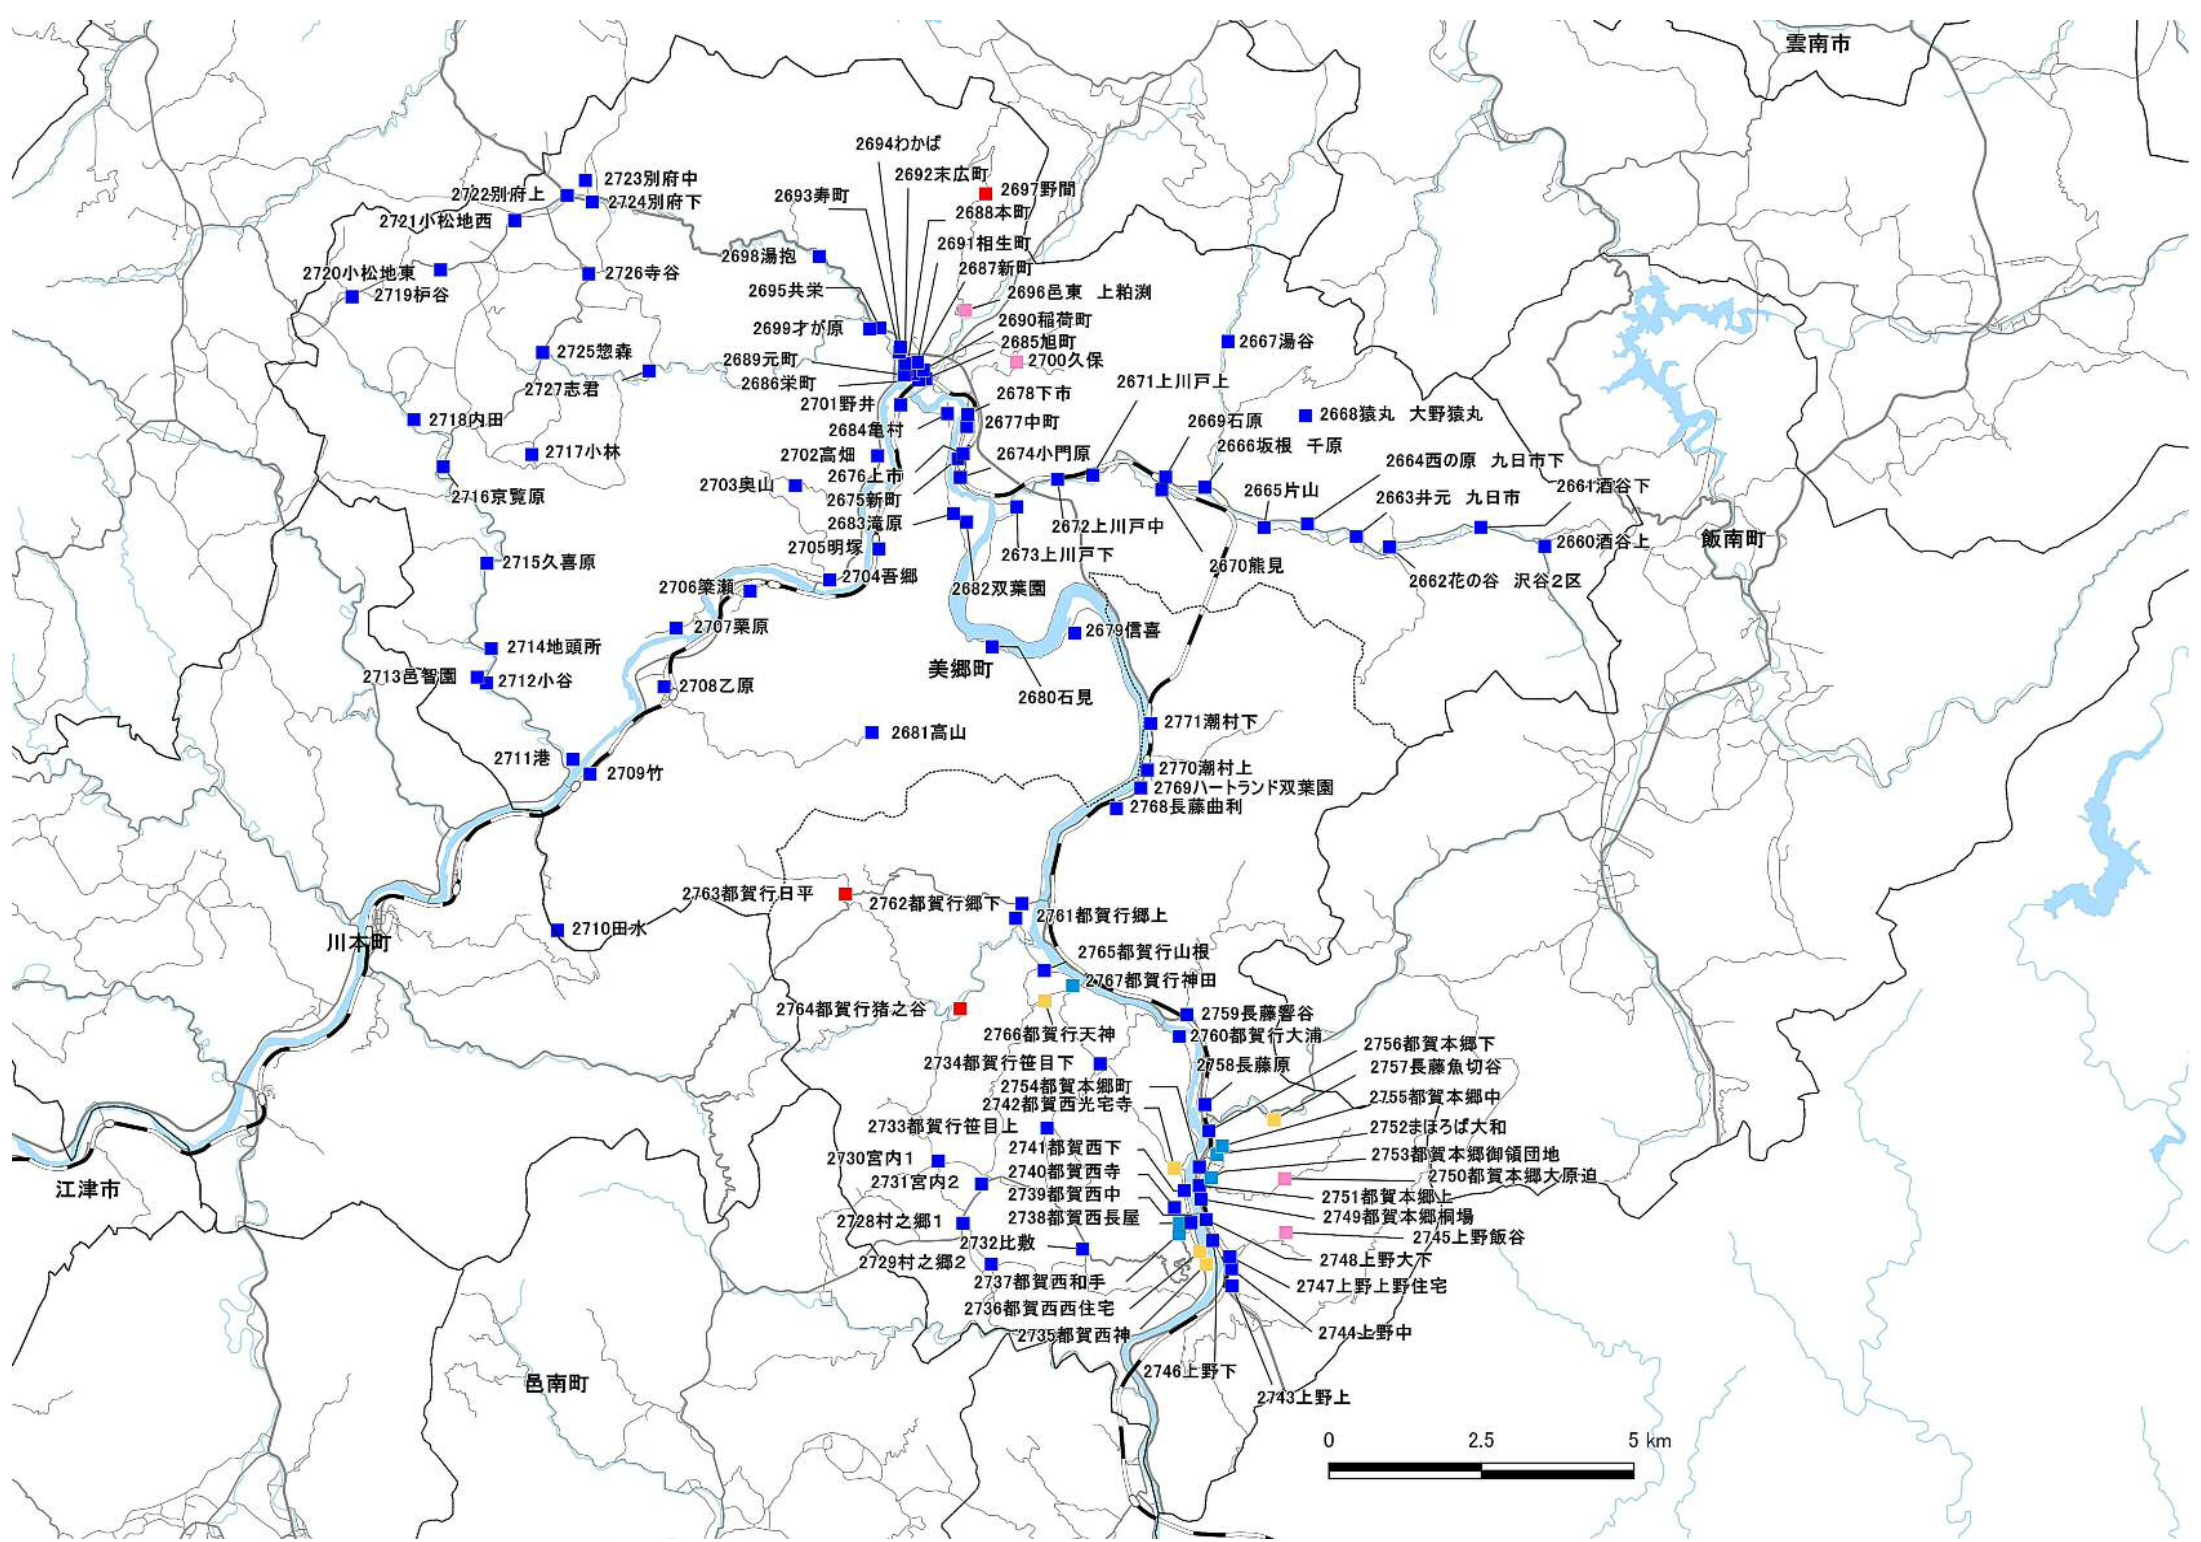 雲南市
2694わかば
2692末広町
2723別府中
2697野間
2722別府上
2693寿町
2724別府下
2688本町
2721小松地西
2691相生町
2698湯抱
2687新町
2720小松地東
2726寺谷
2695共栄
2696邑東 上粕渕
2719枦谷
2699才が原
2690稲荷町
2685旭町
2667湯谷
2725惣森
2689元町
2700久保
2727志君
2686栄町
2671上川戸上
2678下市
2701野井
2718内田
2684亀村
2677中町
2669石原
2668猿丸 大野猿丸
2666坂根 千原
2717小林
2702高畑
2674小門原
2664西の原 九日市下
2676上市
2703奥山
2665片山
2661酒谷下
2716京覧原
2675新町
2663井元 九日市
2683滝原
2672上川戸中
飯南町
2705明塚
2673上川戸下
2660酒谷上
2715久喜原
2670熊見
2704吾郷
2662花の谷 沢谷2区
2706簗瀬
2682双葉園
2707栗原
2679信喜
2714地頭所
美郷町
2713邑智園
2712小谷
2708乙原
2680石見
2771潮村下
2681高山
2711港
2770潮村上
2709竹
2769ハートランド双葉園
2768長藤曲利
2763都賀行日平
2762都賀行郷下
2761都賀行郷上
2710田水
川本町
2765都賀行山根
2767都賀行神田
2764都賀行猪之谷
2759長藤響谷
2766都賀行天神
2760都賀行大浦
2756都賀本郷下
2734都賀行笹目下
2758長藤原
2757長藤魚切谷
2754都賀本郷町
2755都賀本郷中
2742都賀西光宅寺
2733都賀行笹目上
2752まほろば大和
2741都賀西下
2753都賀本郷御領団地
2730宮内1
2740都賀西寺
2750都賀本郷大原迫
江津市
2731宮内2
2739都賀西中
2751都賀本郷上
2738都賀西長屋
2749都賀本郷桐場
2728村之郷1
2745上野飯谷
2732比敷
2748上野大下
2729村之郷2
2737都賀西和手
2747上野上野住宅
2736都賀西西住宅
2735都賀西神
2744上野中
2746上野下
邑南町
2743上野上
0 2.5 5 km